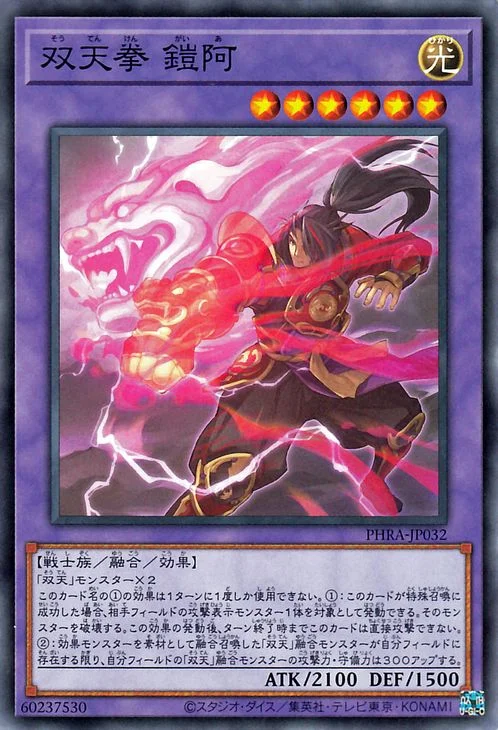 双天拳 鎧阿
光
PHRA-JP032
【戦士族／融合／効果】
「双天」モンスター×2
このカード名の①の効果は1ターンに1度しか使用できない。①：このカードが特殊召喚に
成功した場合、相手フィールドの攻撃表示モンスター1体を対象として発動できる。そのモン
スターを破壊する。この効果の発動後、ターン終了時までこのカードは直接攻撃できない。
②：効果モンスターを素材として融合召喚した「双天」融合モンスターが自分フィールドに
存在する限り、自分フィールドの「双天」融合モンスターの攻撃力・守備力は300アップする。
ATK/2100 DEF/1500
60237530
©スタジオ・ダイス／集英社・テレビ東京・KONAMI